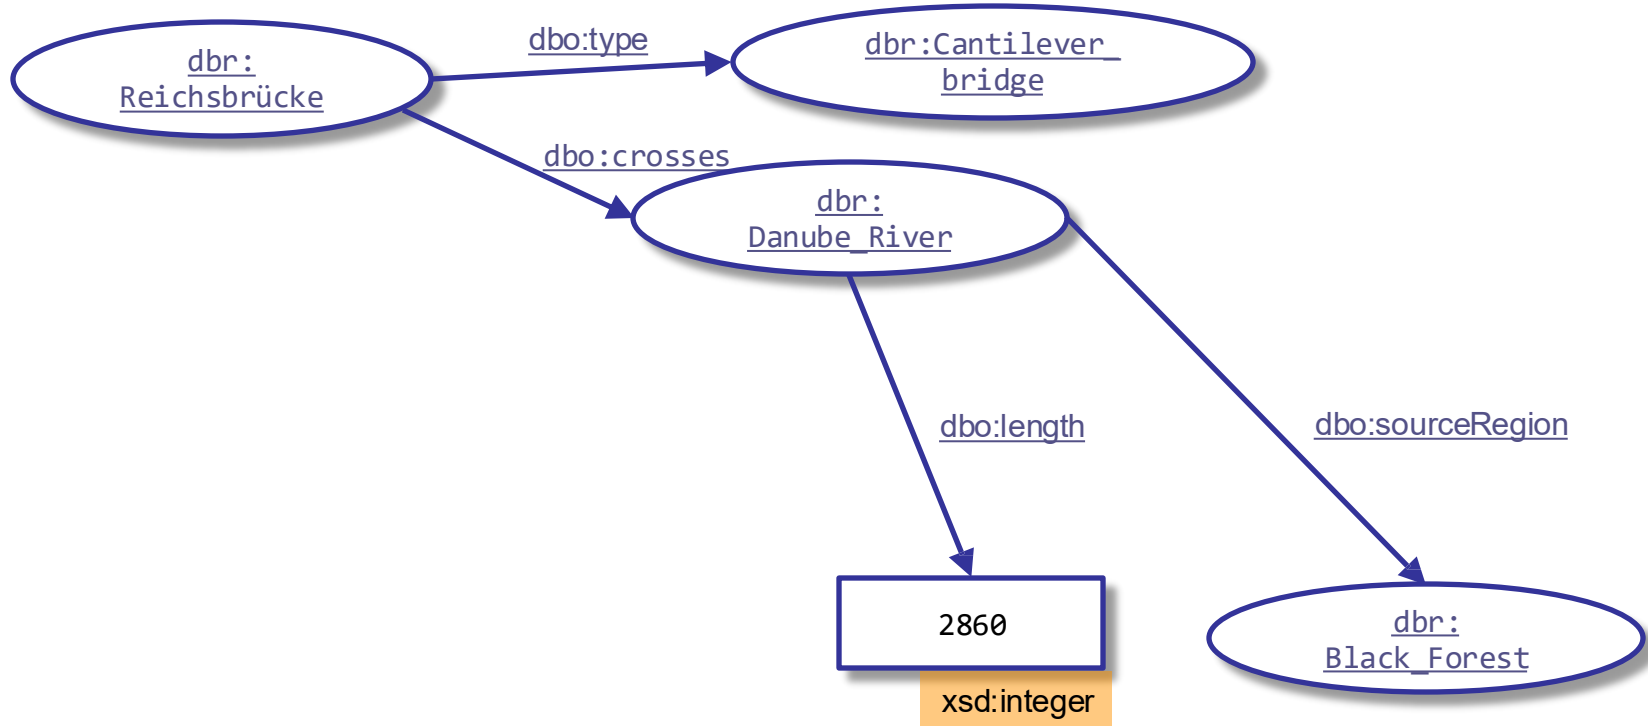 dbr:
Reichsbrücke
dbo:type
dbr:Cantilever_
bridge
dbo:crosses
dbr:
Danube_River
dbo:length
dbo:sourceRegion
2860
xsd:integer
dbr:
Black_Forest